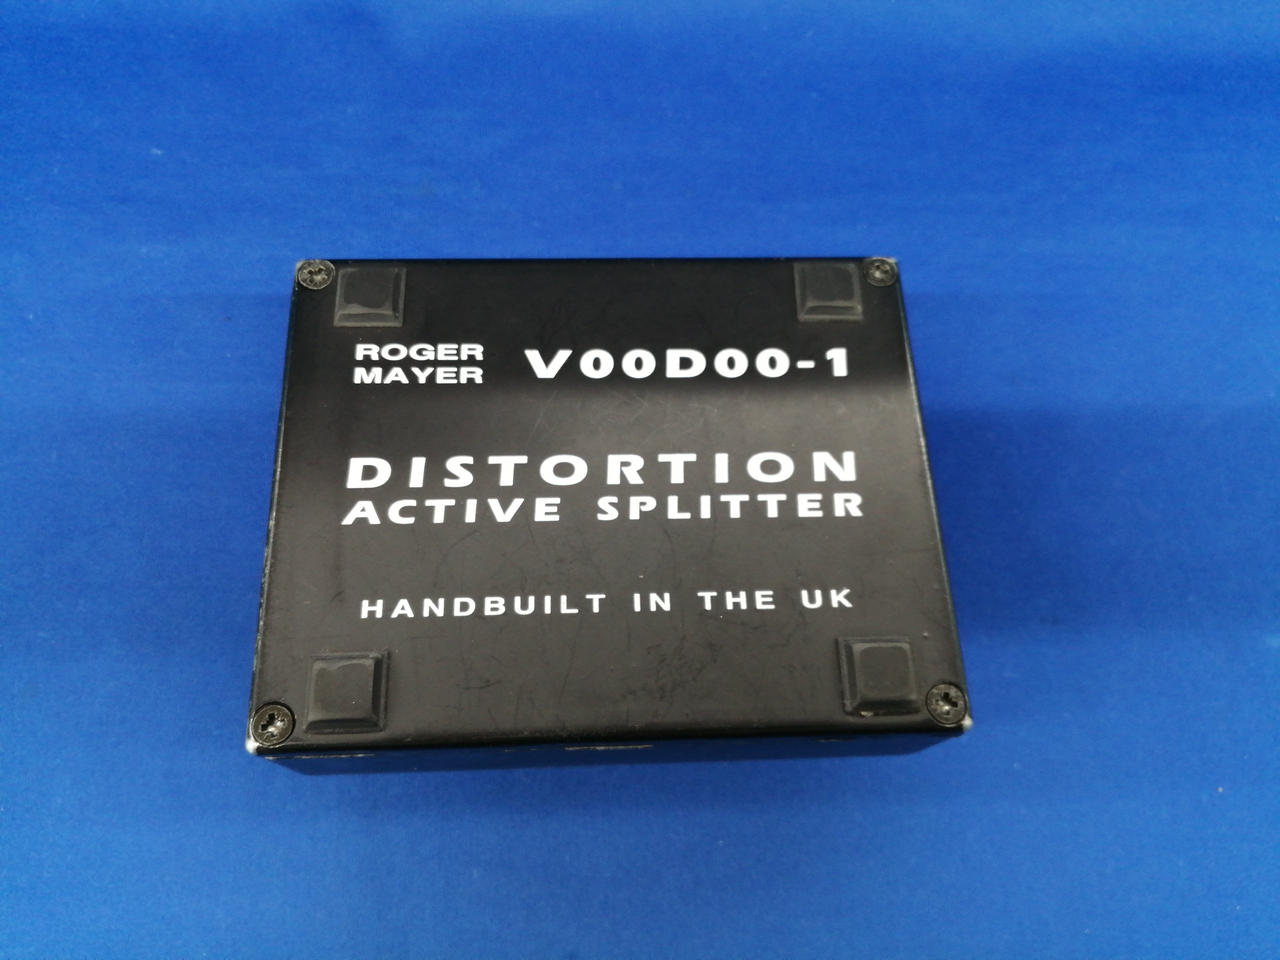 ROGER MAYER V00D00-1
DISTORTION
ACTIVE SPLITTER
HANDBUILT IN THE UK